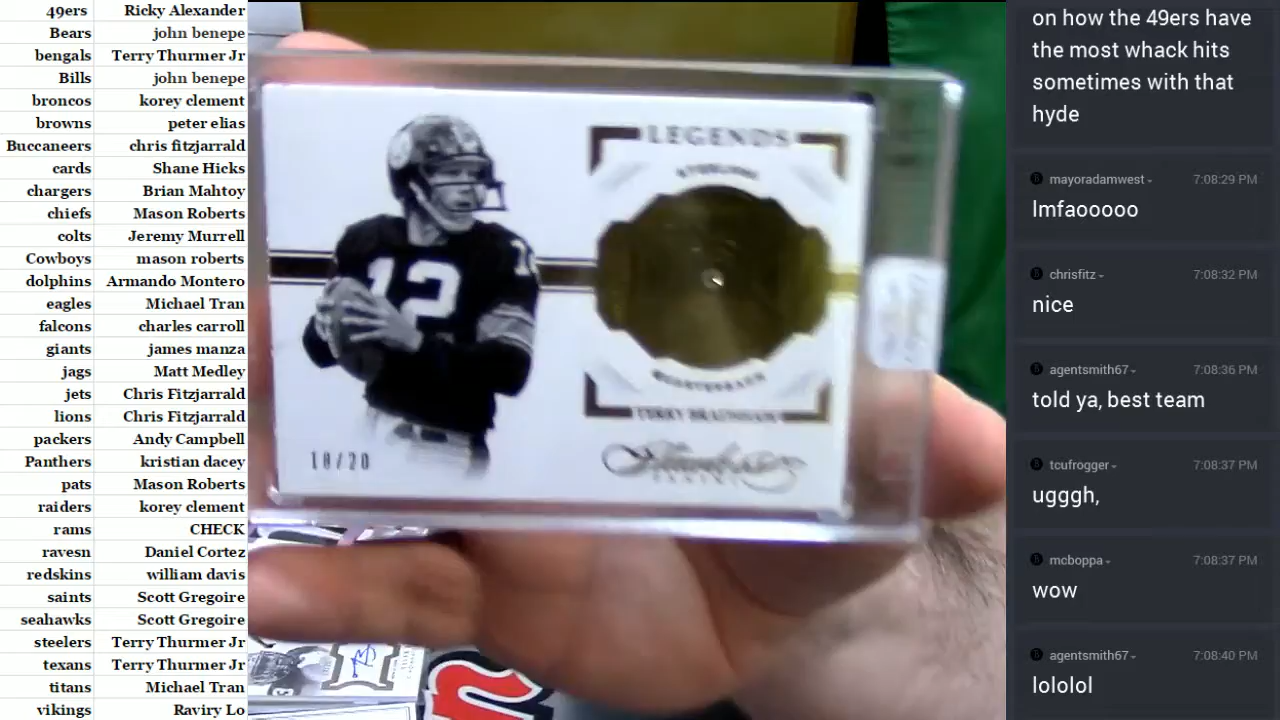 49ers Ricky Alexander
Bears john benepe
bengals Terry Thurmer Jr
Bills john benepe
broncos korey clement
browns peter elias
Buccaneers chris fitzjarrald
cards Shane Hicks
chargers Brian Mahtoy
chiefs Mason Roberts
colts Jeremy Murrell
Cowboys mason roberts
dolphins Armando Montero
eagles Michael Tran
falcons charles carroll
giants james manza
jags Matt Medley
jets Chris Fitzjarrald
lions Chris Fitzjarrald
packers Andy Campbell
Panthers kristian dacey
pats Mason Roberts
raiders korey clement
rams CHECK
ravesn Daniel Cortez
redskins william davis
saints Scott Gregoire
seahawks Scott Gregoire
steelers Terry Thurmer Jr
texans Terry Thurmer Jr
titans Michael Tran
vikings Raviry Lo
LEGENDS
STERLING
12
QUARTERBACK
TERRY BRADSHAW
18/20
Flawless
PANINI
on how the 49ers have
the most whack hits
sometimes with that
hyde
mayoradamwest 7:08:29 PM
lmfaooooo
chrisfitz 7:08:32 PM
nice
agentsmith67 7:08:36 PM
told ya, best team
tcufrogger 7:08:37 PM
ugggh,
mcboppa 7:08:37 PM
wow
agentsmith67 7:08:40 PM
lololol